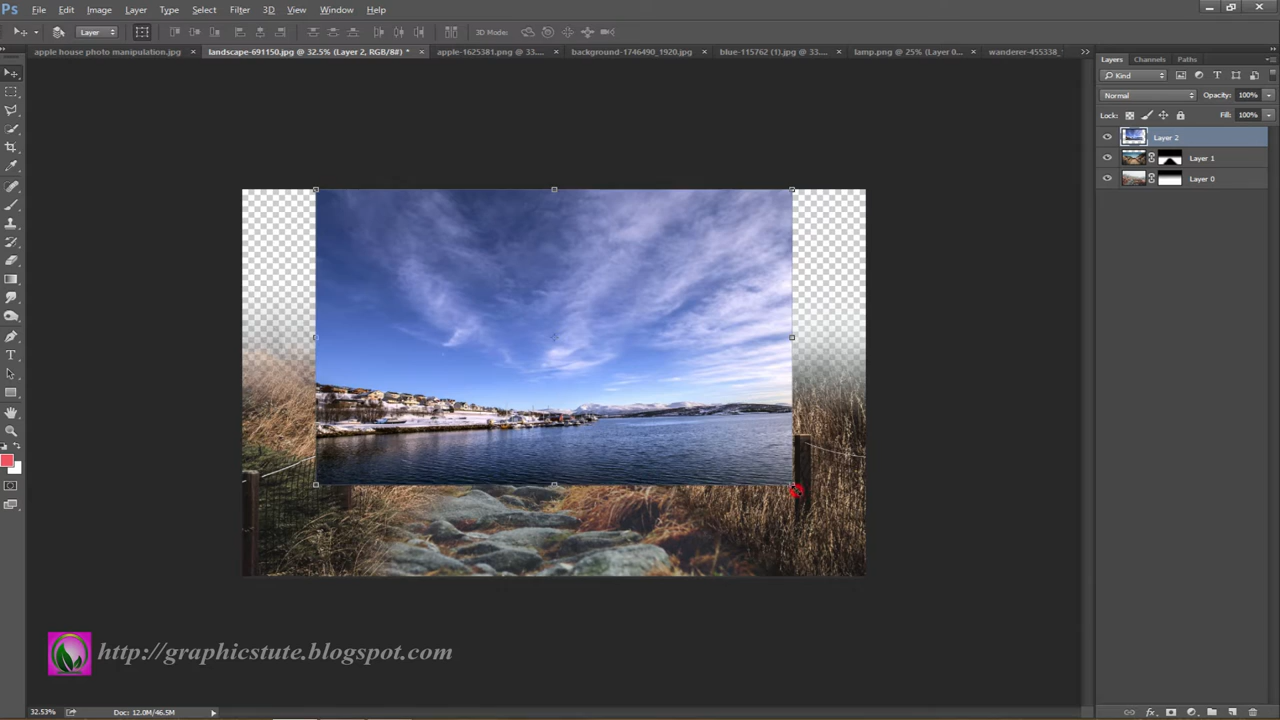 Ps File Edit Image Layer Type Select Filter 3D View Window Help
Layer 3D Mode:
apple house photo manipulation.jpg × landscape-691150.jpg @ 32.5% (Layer 2, RGB/8#) * × apple-1625381.png @ 33.... × background-1746490_1920.jpg × blue-115762 (1).jpg @ 33.... × lamp.png @ 25% (Layer 0... × wanderer-455338_
Layers Channels Paths
Kind
Normal Opacity: 100%
Lock: Fill: 100%
Layer 2
Layer 1
Layer 0
http://graphicstute.blogspot.com
32.53% Doc: 12.0M/46.5M